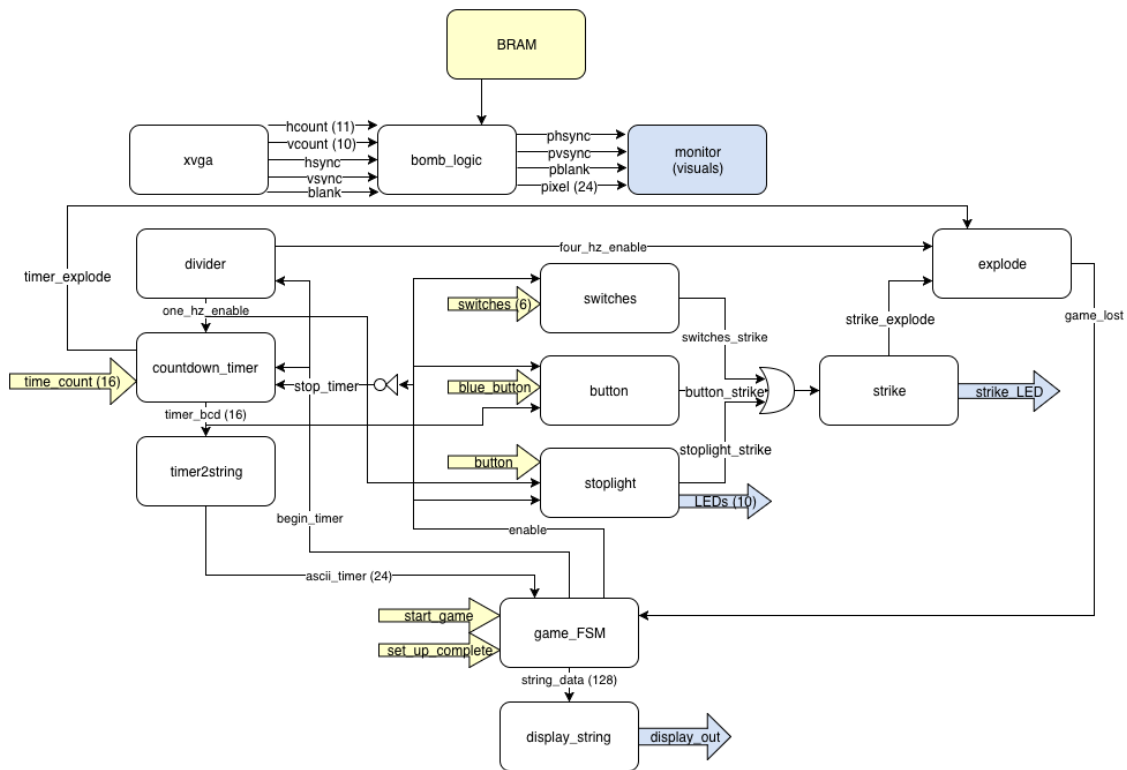 BRAM
hcount (11)
vcount (10)
hsync
vsync
blank
xvga
bomb_logic
phsync
pvsync
pblank
pixel (24)
monitor
(visuals)
divider
four_hz_enable
explode
timer_explode
one_hz_enable
switches (6)
switches
strike_explode
game_lost
switches_strike
countdown_timer
time_count (16)
stop_timer
blue_button
button
button_strike
strike
strike_LED
timer_bcd (16)
timer2string
button
stoplight
stoplight_strike
LEDs (10)
begin_timer
enable
ascii_timer (24)
start_game
game_FSM
set_up_complete
string_data (128)
display_string
display_out